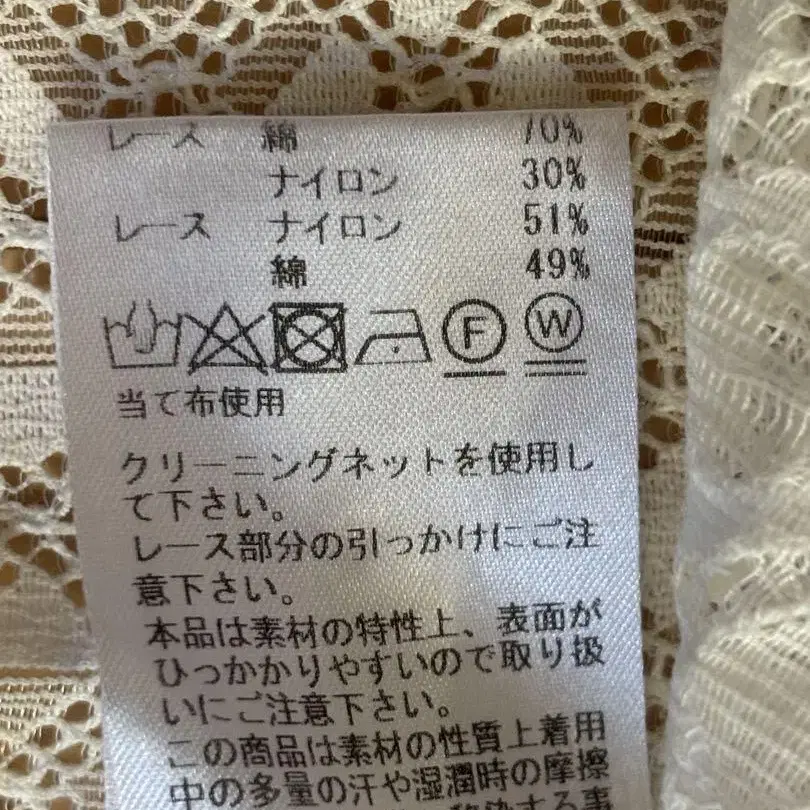 レース 綿 70%
ナイロン 30%
レース ナイロン 51%
綿 49%
F W
当て布使用
クリーニングネットを使用し
て下さい。
レース部分の引っかけにご注
意下さい。
本品は素材の特性上、表面が
ひっかかりやすいので取り扱
いにご注意下さい。
この商品は素材の性質上着用
中の多量の汗や湿潤時の摩擦
する事